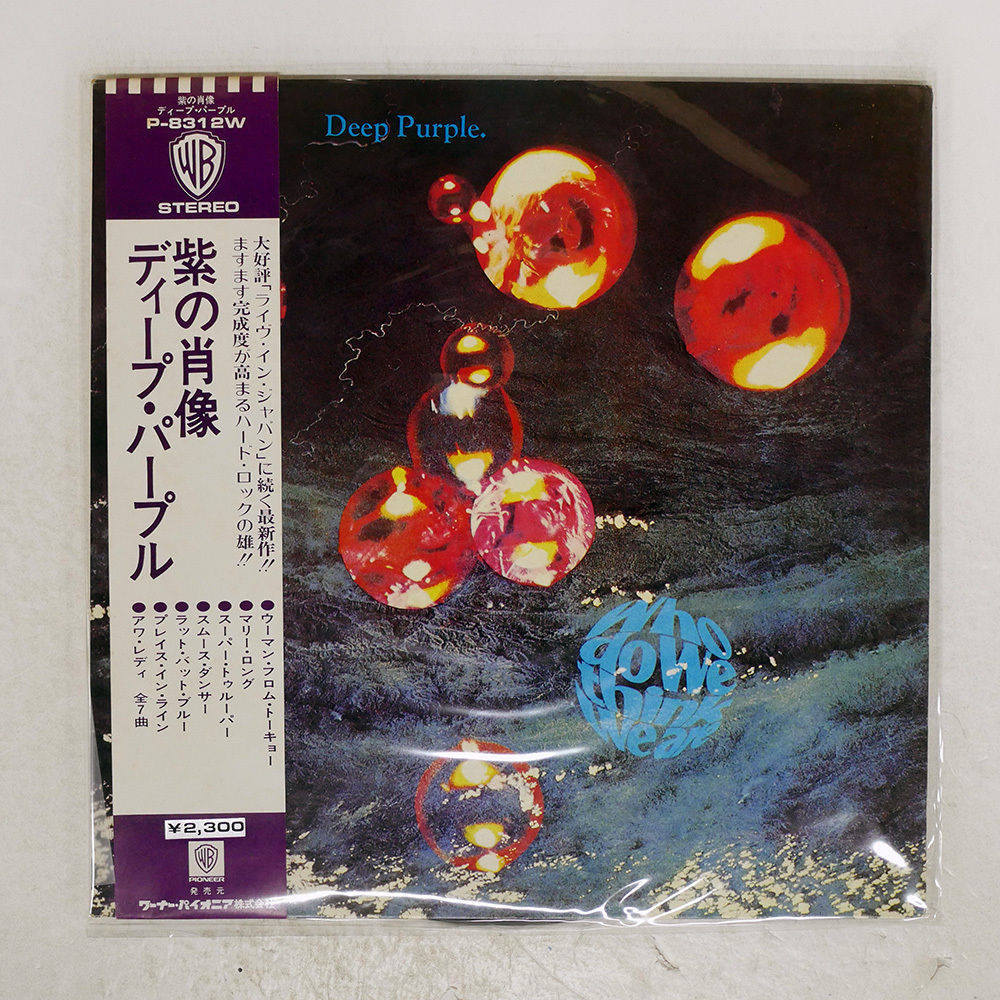 紫の肖像
ディープ・パープル
P-8312W
WB
STEREO
紫の肖像
ディープ・パープル
大好評「ライヴ・イン・ジャパン」に続く最新作!!
ますます完成度が高まるハード・ロックの雄!!
●ウーマン・フロム・トーキョー
●マリー・ロング
●スーパー・トゥルーパー
●スムース・ダンサー
●ラット・バット・ブルー
●プレイス・イン・ライン
●アワ・レディ 全7曲
¥2,300
WB
PIONEER
発売元
ワーナー・パイオニア株式会社
Deep Purple.
Who
do We
think
We are